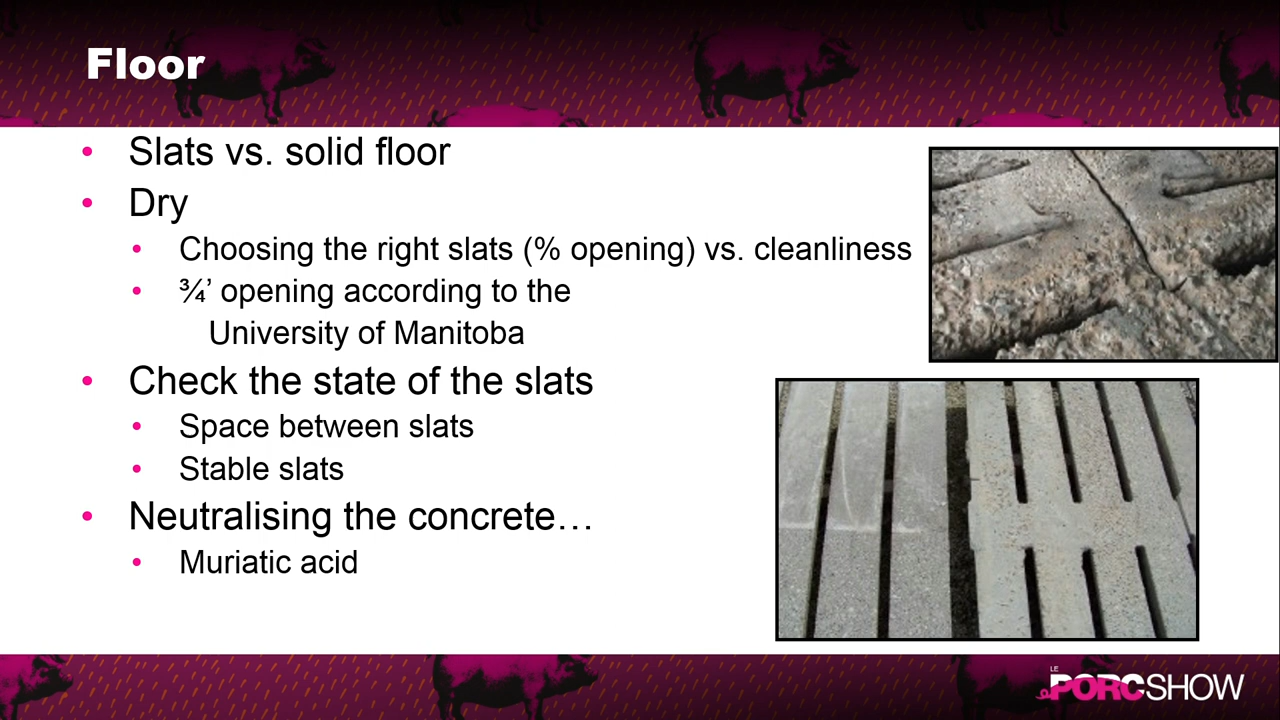 Floor
Slats vs. solid floor
Dry
Choosing the right slats (% opening) vs. cleanliness
¾’ opening according to the
University of Manitoba
Check the state of the slats
Space between slats
Stable slats
Neutralising the concrete…
Muriatic acid
LE
PORCSHOW